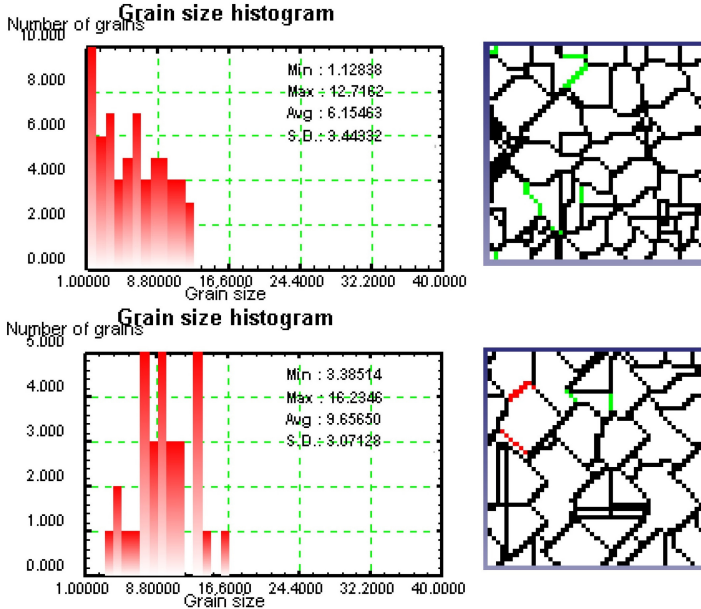 Grain size histogram
Number of grains
10.000
8.000
6.000
4.000
2.000
0.000
Min : 1.12838
Max : 12.7162
Avg : 6.15463
S.D.: 3.44332
1.00000 8.80000 16.6000 24.4000 32.2000 40.0000
Grain size
Grain size histogram
Number of grains
5.000
4.000
3.000
2.000
1.000
0.000
Min : 3.38514
Max : 16.2346
Avg : 9.65650
S.D.: 3.07128
1.00000 8.80000 16.6000 24.4000 32.2000 40.0000
Grain size